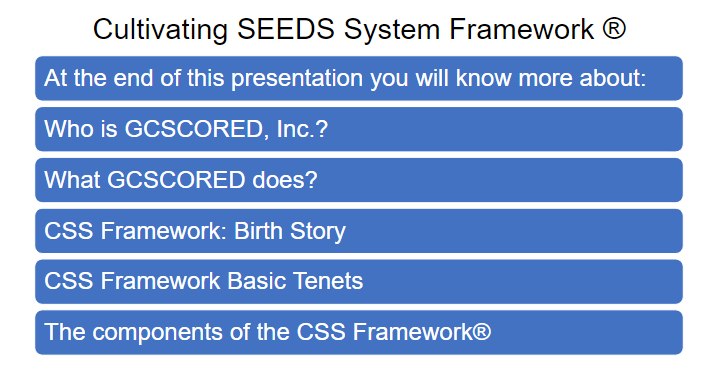 Cultivating SEEDS System Framework ®
At the end of this presentation you will know more about:
Who is GCSCORED, Inc.?
What GCSCORED does?
CSS Framework: Birth Story
CSS Framework Basic Tenets
The components of the CSS Framework®